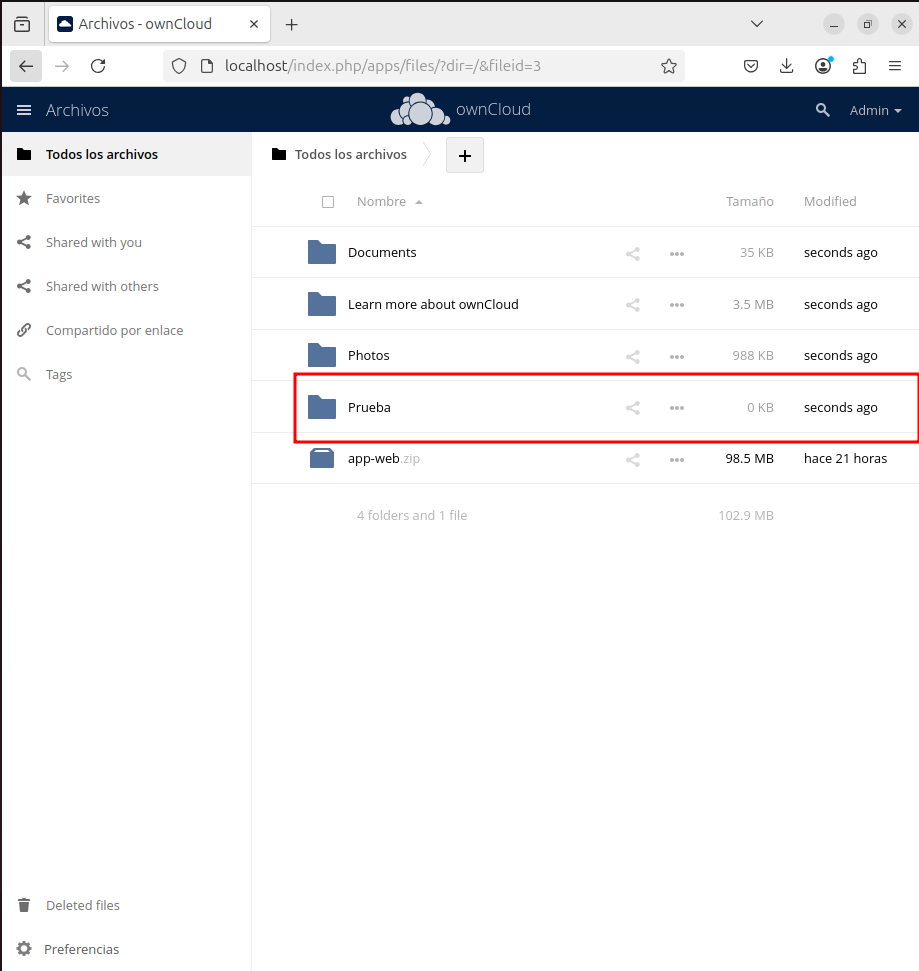 Archivos - ownCloud
localhost/index.php/apps/files/?dir=/&fileid=3
Archivos
ownCloud
Admin
Todos los archivos
Favorites
Shared with you
Shared with others
Compartido por enlace
Tags
Deleted files
Preferencias
Todos los archivos
Nombre Tamaño Modified
Documents 35 KB seconds ago
Learn more about ownCloud 3.5 MB seconds ago
Photos 988 KB seconds ago
Prueba 0 KB seconds ago
app-web.zip 98.5 MB hace 21 horas
4 folders and 1 file 102.9 MB